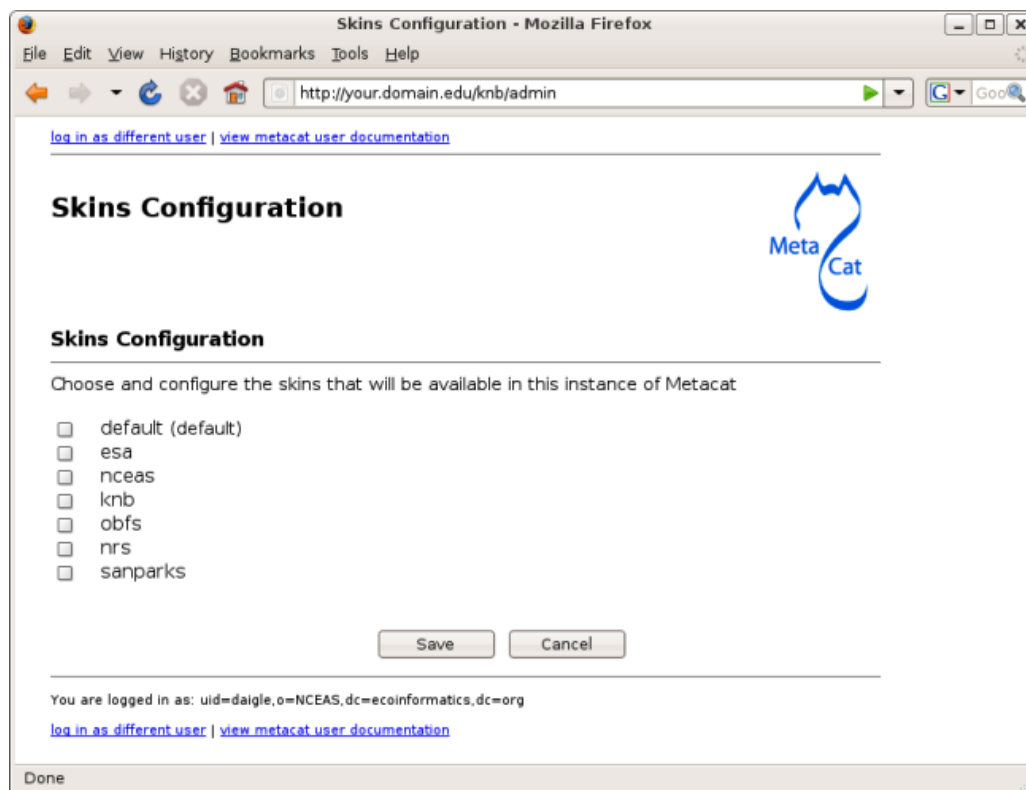 Skins Configuration - Mozilla Firefox
File Edit View History Bookmarks Tools Help
http://your.domain.edu/knb/admin
G Goo
log in as different user | view metacat user documentation
Skins Configuration
Meta
Cat
Skins Configuration
Choose and configure the skins that will be available in this instance of Metacat
default (default)
esa
nceas
knb
obfs
nrs
sanparks
Save Cancel
You are logged in as: uid=daigle,o=NCEAS,dc=ecoinformatics,dc=org
log in as different user | view metacat user documentation
Done